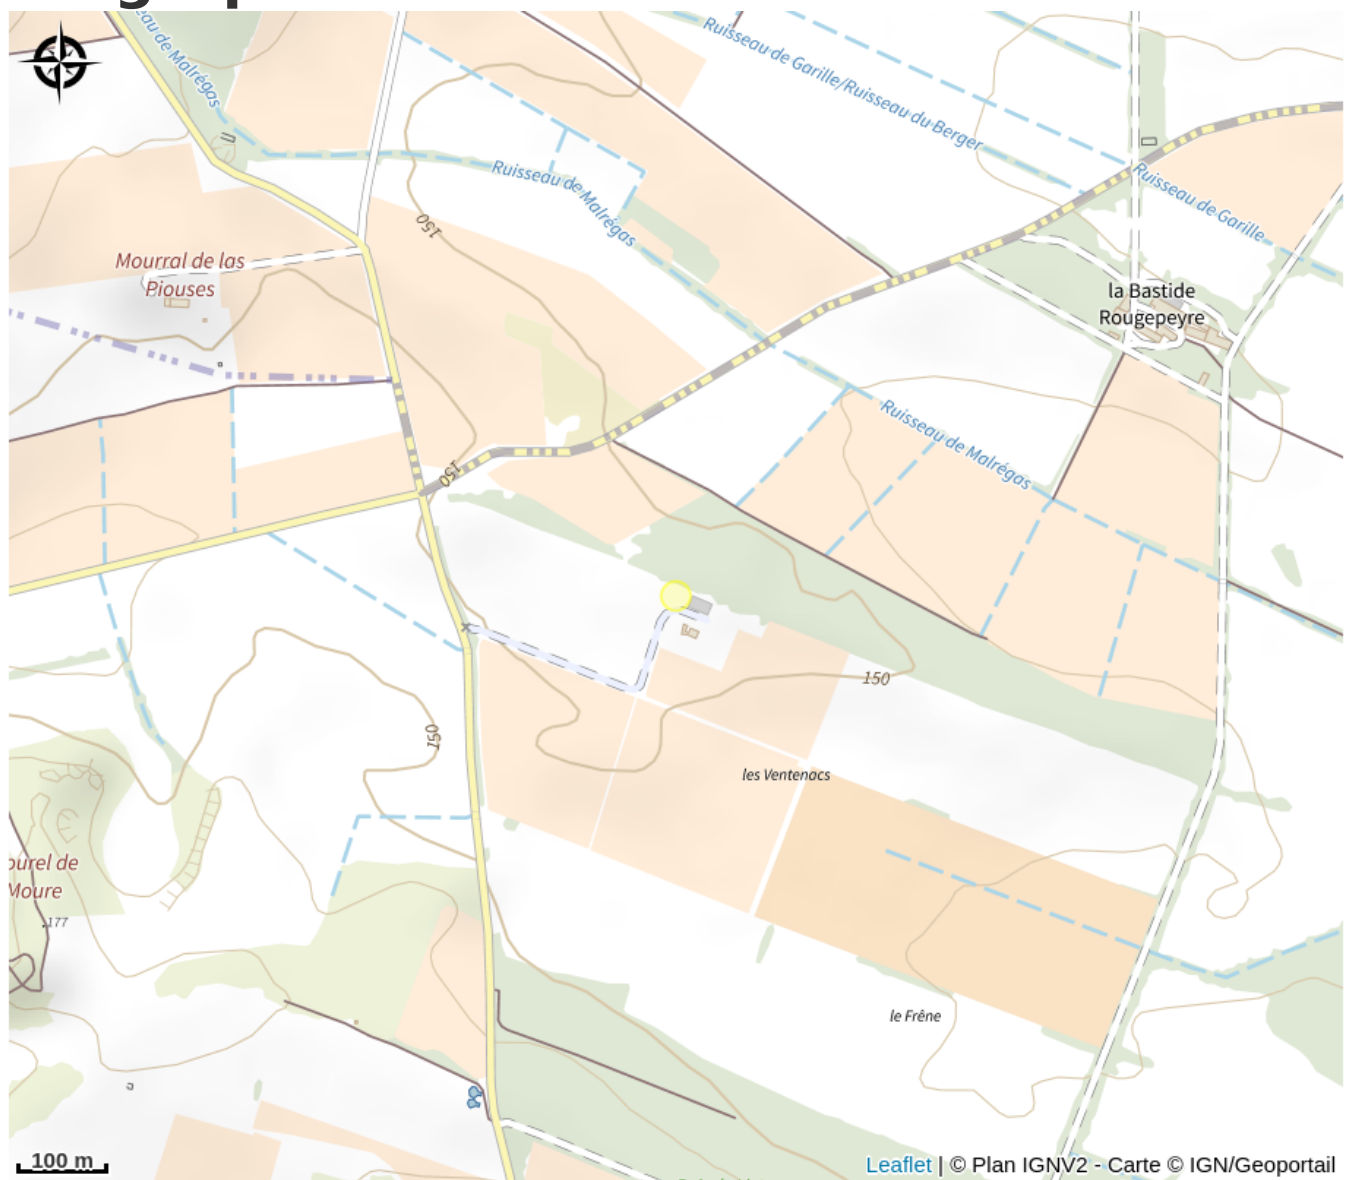 eau de Malrégas
Ruisseau de Garille/Ruisseau du Berger
Ruisseau de Malrégas
Ruisseau de Garille
150
Mourral de las
Piouses
la Bastide
Rougepeyre
Ruisseau de Malrégas
150
150
150
les Ventenacs
ourel de
Moure
.177
le Frêne
100 m
Leaflet | © Plan IGNV2 - Carte © IGN/Geoportail